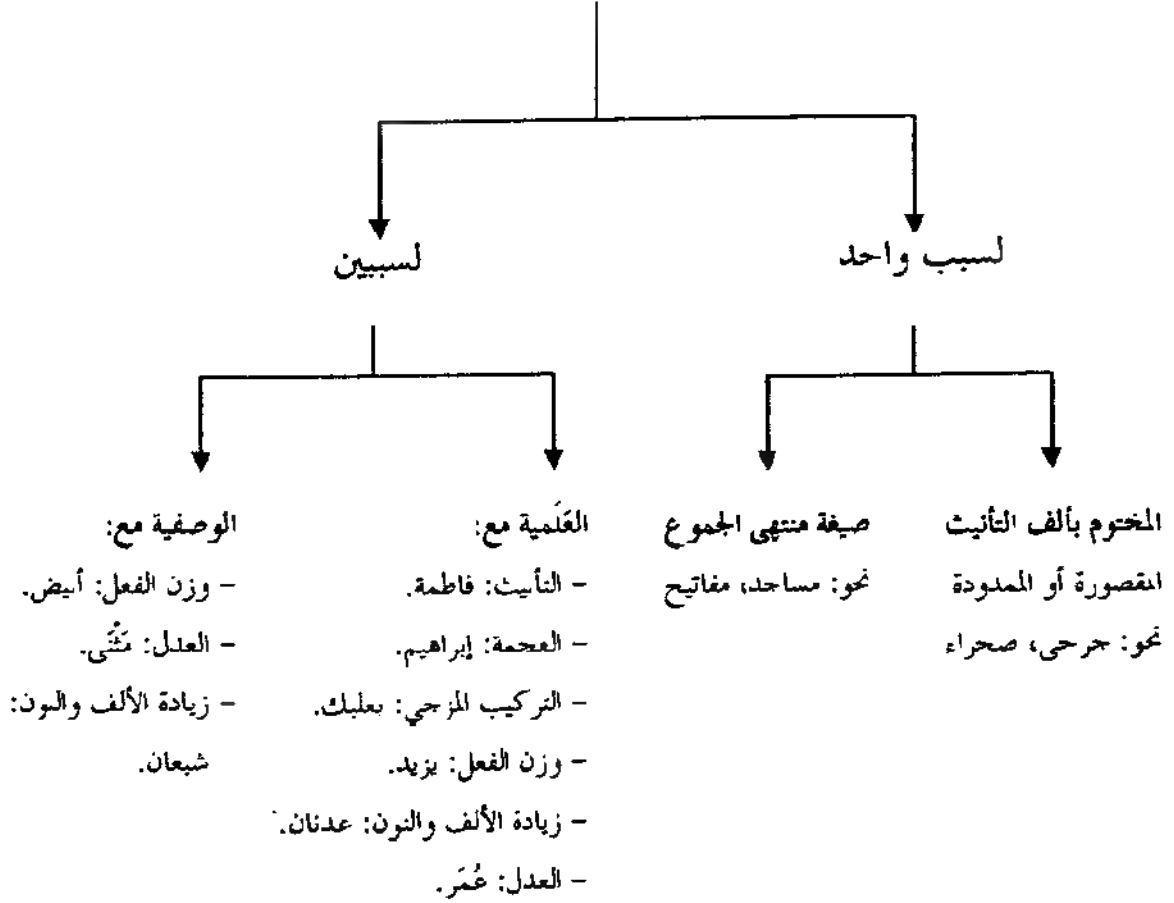 لسبب واحد
لسببين
المختوم بألف التأنيث
المقصورة أو الممدودة
نحو: جرحى، صحراء
صيغة منتهى الجموع
نحو: مساجد، مفاتيح
العَلَمية مع:
– التأنيث: فاطمة.
– العجمة: إبراهيم.
– التركيب المزجي: بعلبك.
– وزن الفعل: يزيد.
– زيادة الألف والنون: عدنان.
– العدل: عُمَر.
الوصفية مع:
– وزن الفعل: أبيض.
– العدل: مَثْنَى.
– زيادة الألف والنون:
شبعان.